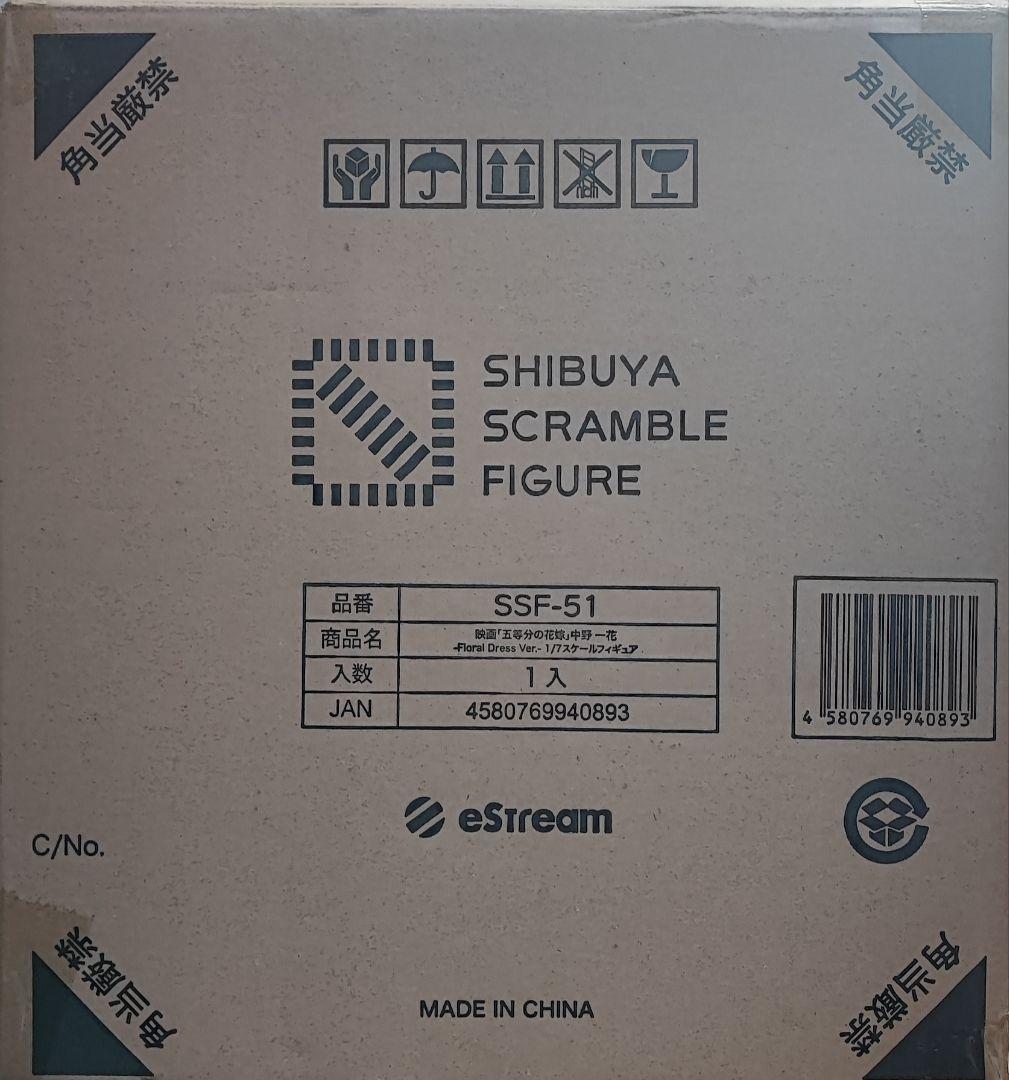 角当厳禁
角当厳禁
SHIBUYA
SCRAMBLE
FIGURE
品番 SSF-51
商品名 映画「五等分の花嫁」中野 一花
-Floral Dress Ver.- 1/7スケールフィギュア
入数 1入
JAN 4580769940893
4 580769 940893
eStream
C/No.
角当厳禁
角当厳禁
MADE IN CHINA